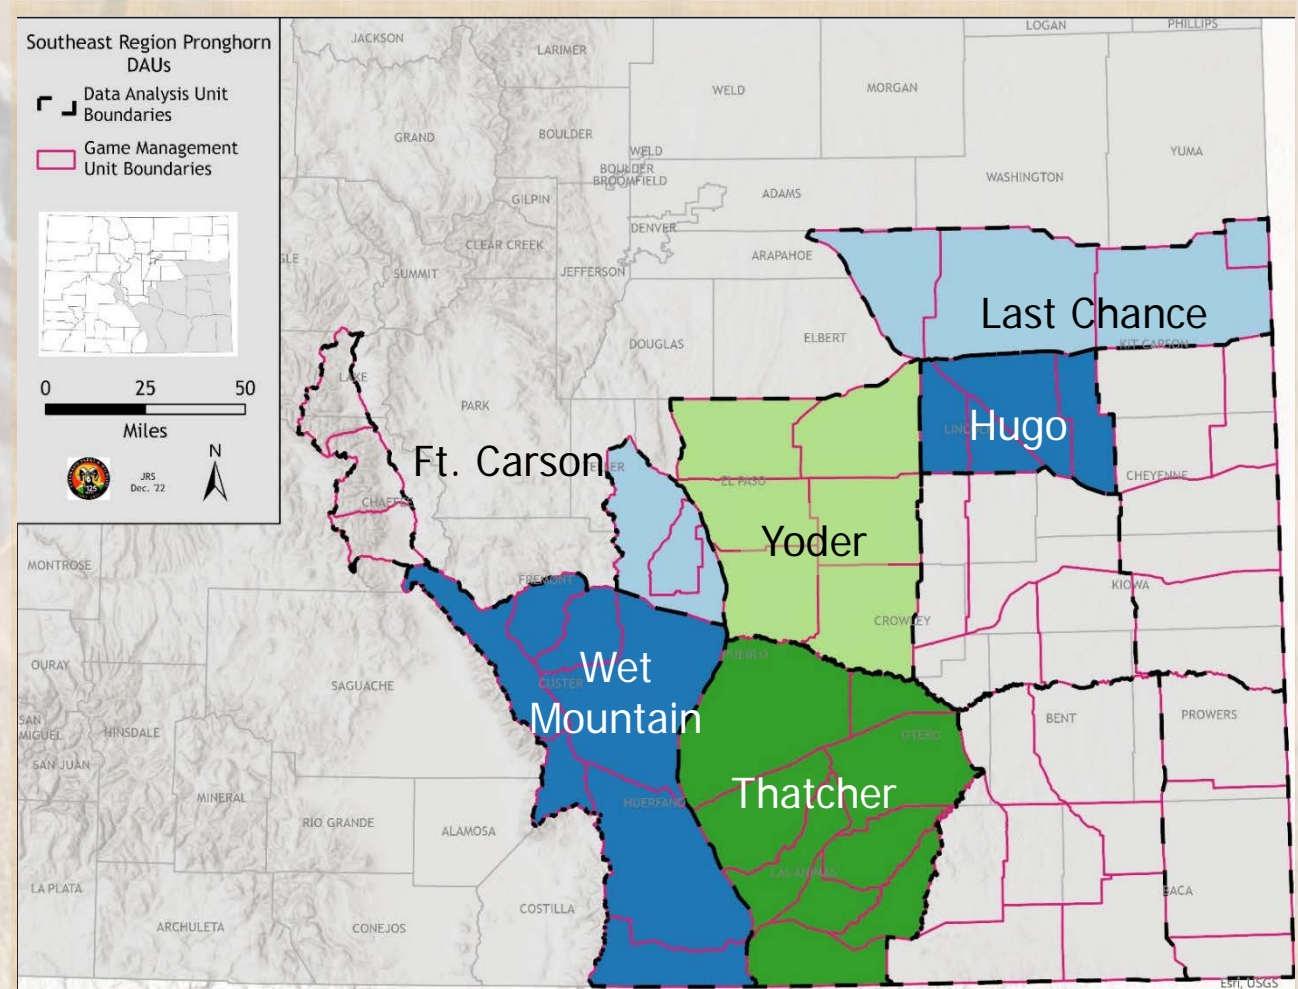 Southeast Region Pronghorn
DAUs
Data Analysis Unit
Boundaries
Game Management
Unit Boundaries
0 25 50
Miles
JRS
Dec. '22
N
JACKSON
LARIMER
LOGAN
PHILLIPS
WELD
MORGAN
GRAND
BOULDER
WELD
BOULDER
BROOMFIELD
YUMA
WASHINGTON
GILPIN
ADAMS
DENVER
CLEAR CREEK
ARAPAHOE
GLE
SUMMIT
JEFFERSON
Last Chance
DOUGLAS
ELBERT
KIT CARSON
LAKE
PARK
Hugo
Ft. Carson
EL PASO
CHEYENNE
CHAFFEE
Yoder
MONTROSE
FREMONT
KIOWA
CROWLEY
OURAY
PUEBLO
Wet
Mountain
SAGUACHE
CUSTER
SAN
MIGUEL
HINSDALE
BENT
PROWERS
OTERO
SAN JUAN
MINERAL
Thatcher
HUERFANO
RIO GRANDE
ALAMOSA
LAS ANIMAS
LA PLATA
BACA
COSTILLA
ARCHULETA
CONEJOS
Esri, USGS